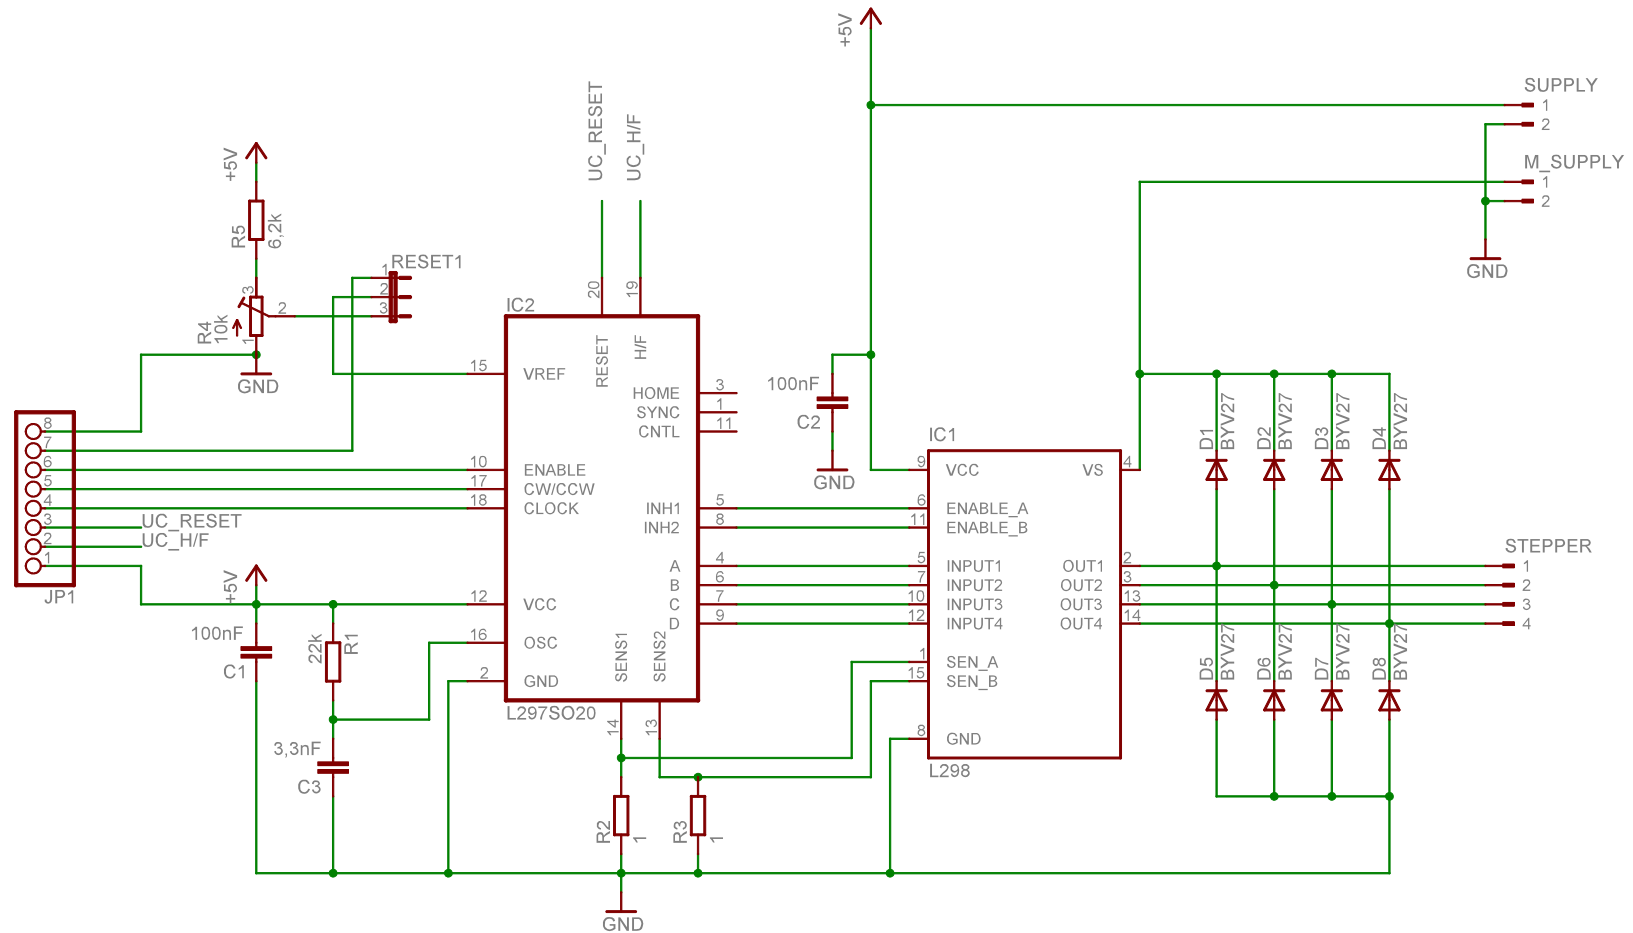 +5V
SUPPLY
1
2
M_SUPPLY
1
2
GND
UC_RESET
UC_H/F
+5V
R5
6,2k
3
2
1
R4
10k
GND
RESET1
1
2
3
IC2
20
19
RESET
H/F
15
VREF
HOME
3
SYNC
1
CNTL
11
10
ENABLE
17
CW/CCW
18
CLOCK
INH1
5
INH2
8
A
4
B
6
C
7
D
9
12
VCC
16
OSC
2
GND
SENS1
SENS2
L297SO20
14
13
8
7
6
5
4
3
2
1
UC_RESET
UC_H/F
JP1
+5V
100nF
C1
22k
R1
3,3nF
C3
R2
1
R3
1
GND
100nF
C2
GND
IC1
9
VCC
VS
4
6
ENABLE_A
11
ENABLE_B
5
INPUT1
OUT1
2
7
INPUT2
OUT2
3
10
INPUT3
OUT3
13
12
INPUT4
OUT4
14
1
SEN_A
15
SEN_B
8
GND
L298
D1
BYV27
D2
BYV27
D3
BYV27
D4
BYV27
STEPPER
1
2
3
4
D5
BYV27
D6
BYV27
D7
BYV27
D8
BYV27